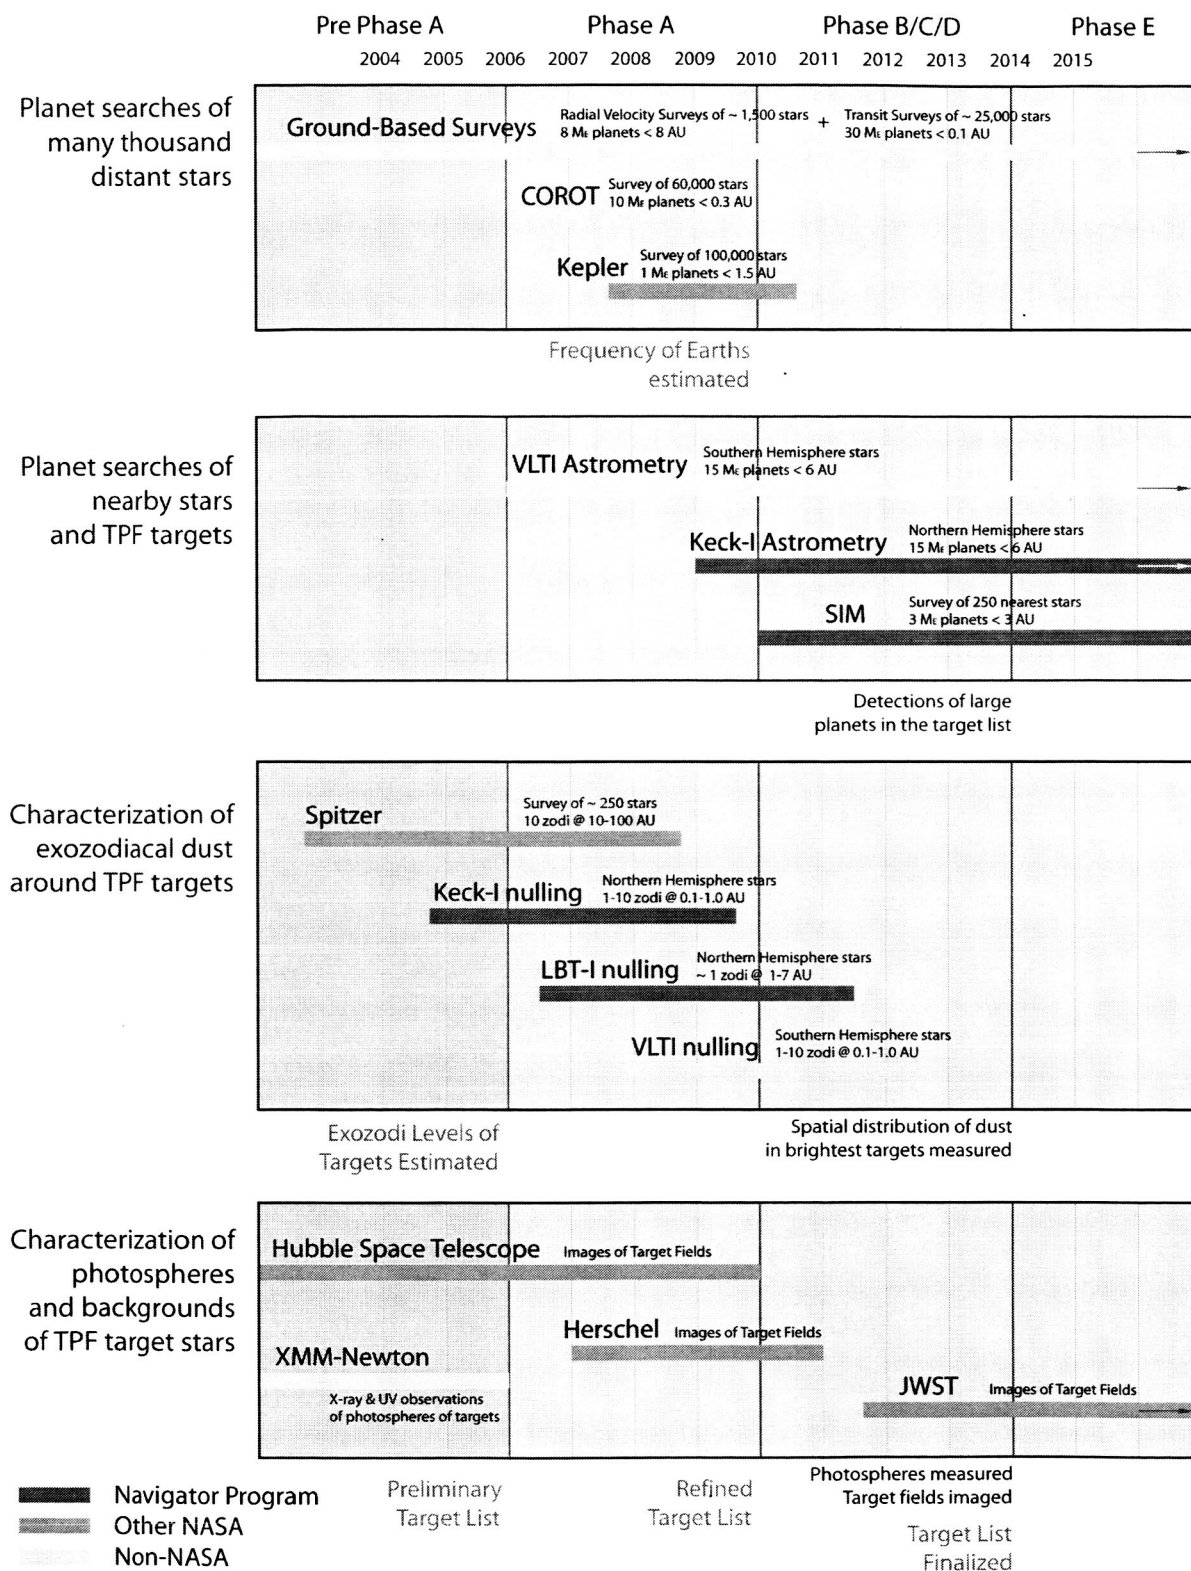 Pre Phase A Phase A Phase B/C/D Phase E
2004 2005 2006 2007 2008 2009 2010 2011 2012 2013 2014 2015
Planet searches of
many thousand
distant stars
Ground-Based Surveys
Radial Velocity Surveys of ~ 1,500 stars
8 ME planets < 8 AU
+
Transit Surveys of ~ 25,000 stars
30 ME planets < 0.1 AU
COROT
Survey of 60,000 stars
10 ME planets < 0.3 AU
Kepler
Survey of 100,000 stars
1 ME planets < 1.5 AU
Frequency of Earths
estimated
Planet searches of
nearby stars
and TPF targets
VLTI Astrometry
Southern Hemisphere stars
15 ME planets < 6 AU
Keck-I Astrometry
Northern Hemisphere stars
15 ME planets < 6 AU
SIM
Survey of 250 nearest stars
3 ME planets < 3 AU
Detections of large
planets in the target list
Characterization of
exozodiacal dust
around TPF targets
Spitzer
Survey of ~ 250 stars
10 zodi @ 10-100 AU
Keck-I nulling
Northern Hemisphere stars
1-10 zodi @ 0.1-1.0 AU
LBT-I nulling
Northern Hemisphere stars
~ 1 zodi @ 1-7 AU
VLTI nulling
Southern Hemisphere stars
1-10 zodi @ 0.1-1.0 AU
Exozodi Levels of
Targets Estimated
Spatial distribution of dust
in brightest targets measured
Characterization of
photospheres
and backgrounds
of TPF target stars
Hubble Space Telescope Images of Target Fields
Herschel Images of Target Fields
XMM-Newton
X-ray & UV observations
of photospheres of targets
JWST Images of Target Fields
Preliminary
Target List
Refined
Target List
Photospheres measured
Target fields imaged
Target List
Finalized
Navigator Program
Other NASA
Non-NASA